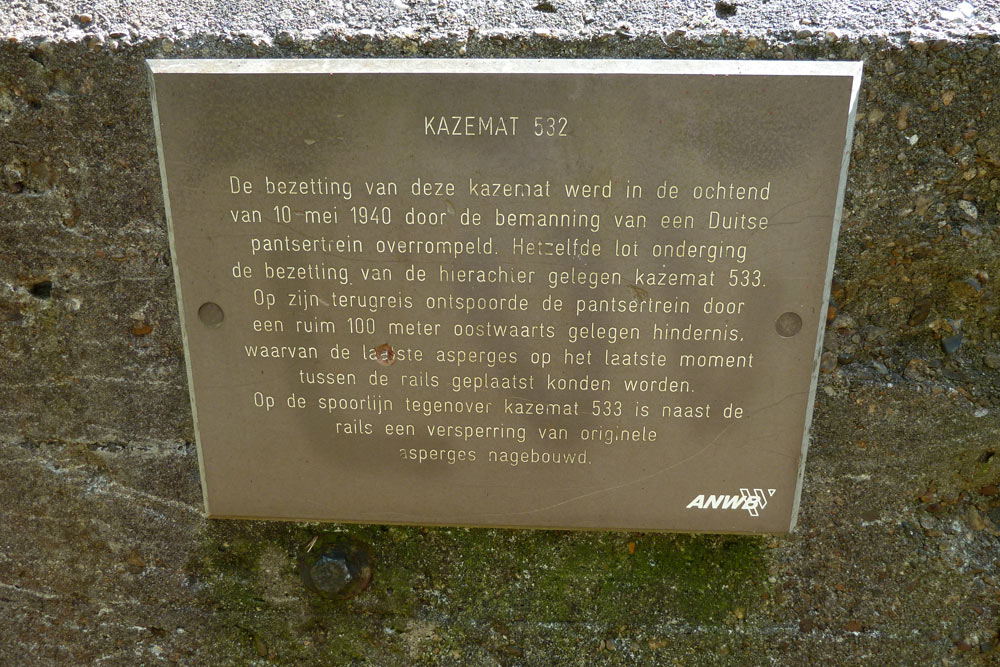 KAZEMAT 532
De bezetting van deze kazemat werd in de ochtend
van 10 mei 1940 door de bemanning van een Duitse
pantsertrein overrompeld. Hetzelfde lot onderging
de bezetting van de hierachter gelegen kazemat 533.
Op zijn terugreis ontspoorde de pantsertrein door
een ruim 100 meter oostwaarts gelegen hindernis,
waarvan de laatste asperges op het laatste moment
tussen de rails geplaatst konden worden.
Op de spoorlijn tegenover kazemat 533 is naast de
rails een versperring van originele
asperges nagebouwd.
ANWB